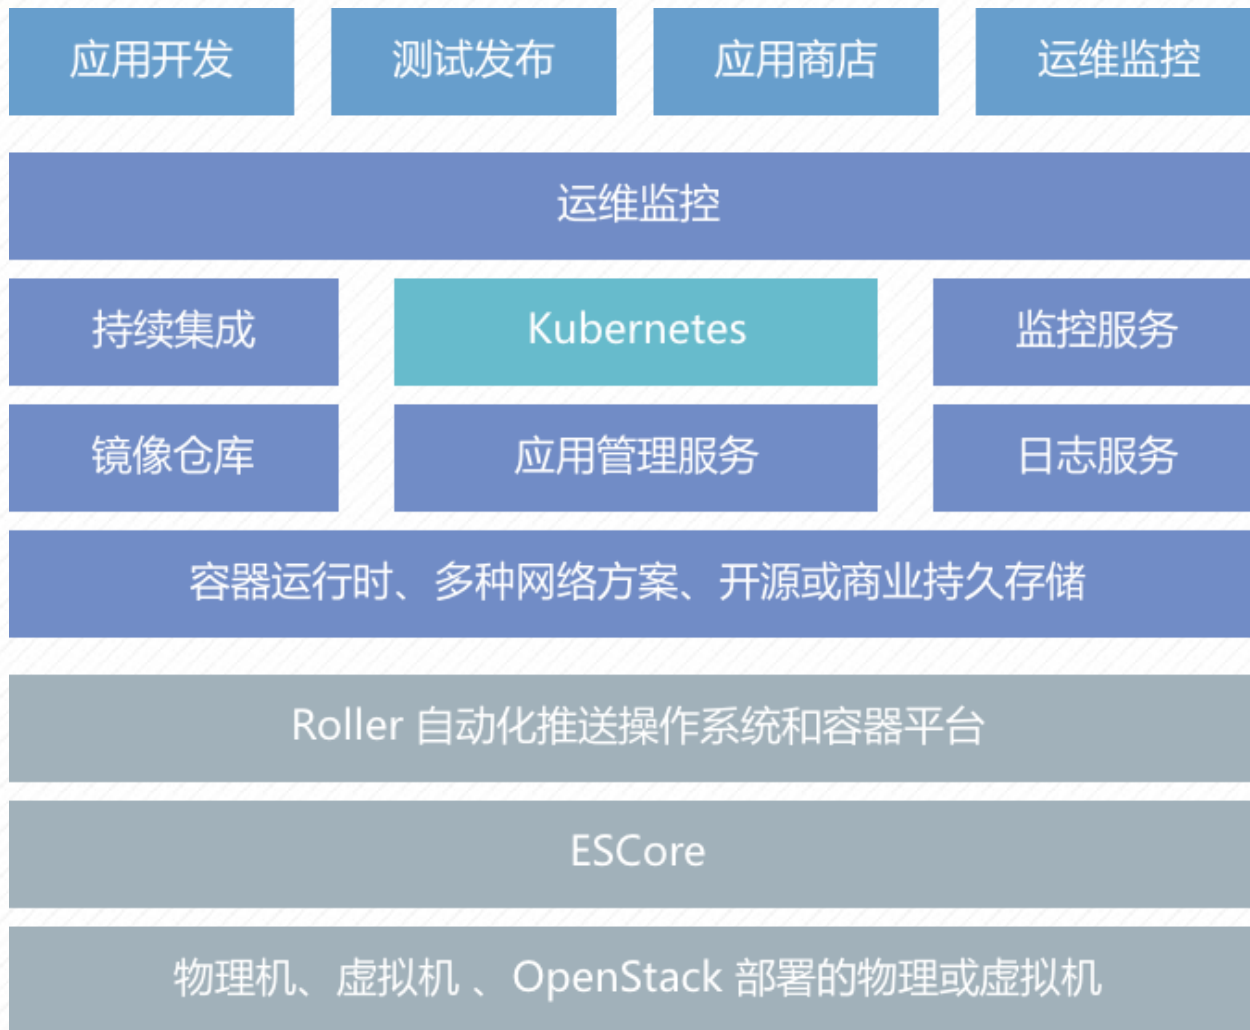 应用开发
测试发布
应用商店
运维监控
运维监控
持续集成
Kubernetes
监控服务
镜像仓库
应用管理服务
日志服务
容器运行时、多种网络方案、开源或商业持久存储
Roller 自动化推送操作系统和容器平台
ESCore
物理机、虚拟机 、OpenStack 部署的物理或虚拟机